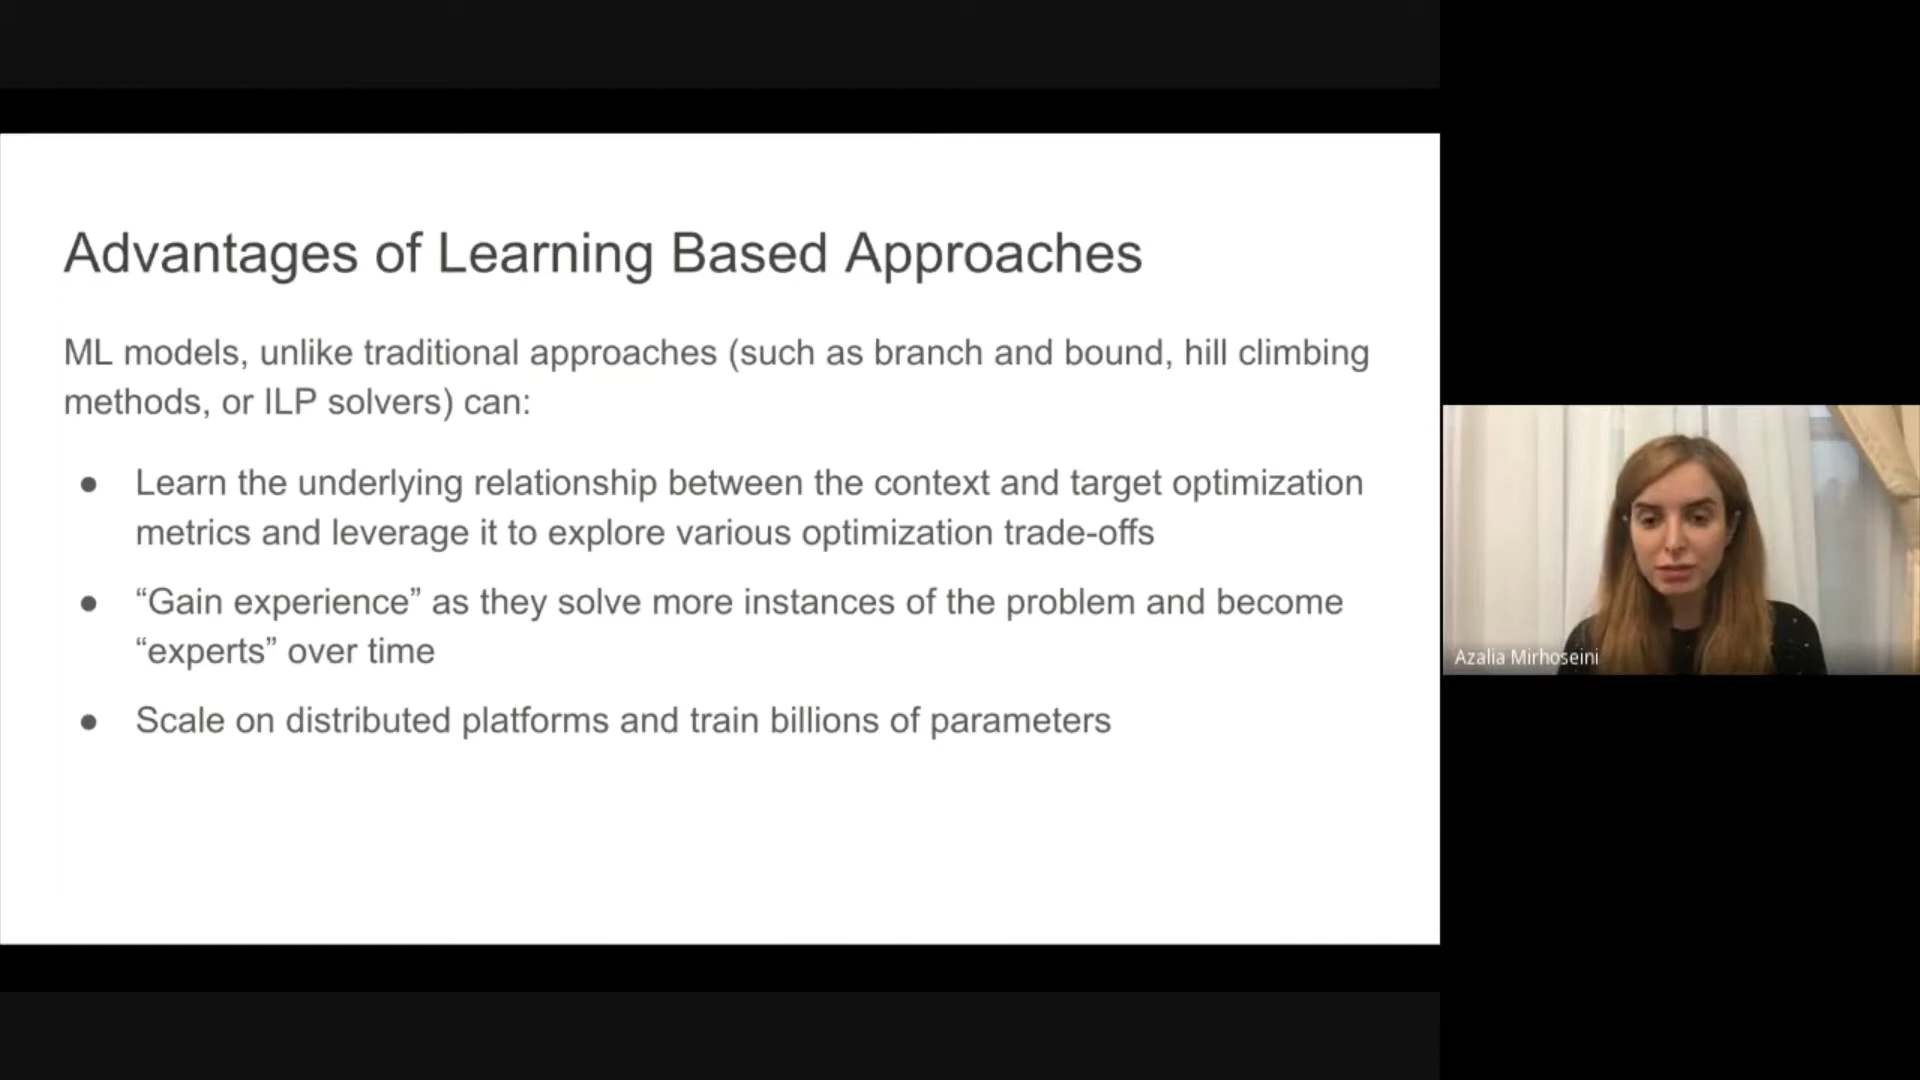 Advantages of Learning Based Approaches
ML models, unlike traditional approaches (such as branch and bound, hill climbing
methods, or ILP solvers) can:
● Learn the underlying relationship between the context and target optimization
metrics and leverage it to explore various optimization trade-offs
● “Gain experience” as they solve more instances of the problem and become
“experts” over time
● Scale on distributed platforms and train billions of parameters
Azalia Mirhoseini